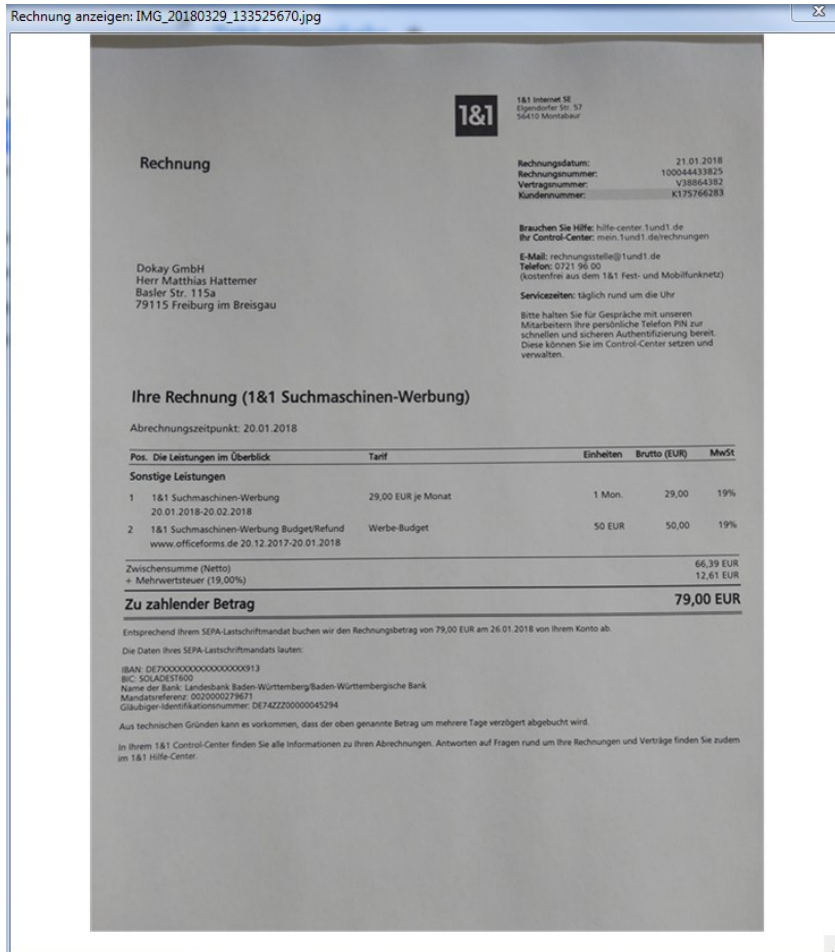 Rechnung anzeigen: IMG_20180329_133525670.jpg
1&1
1&1 Internet SE
Elgendorfer Str. 57
56410 Montabaur
Rechnung
Rechnungsdatum: 21.01.2018
Rechnungsnummer: 100044433825
Vertragsnummer: V38864382
Kundennummer: K175766283
Brauchen Sie Hilfe: hilfe-center.1und1.de
Ihr Control-Center: mein.1und1.de/rechnungen
E-Mail: rechnungsstelle@1und1.de
Telefon: 0721 96 00
(kostenfrei aus dem 1&1 Fest- und Mobilfunknetz)
Servicezeiten: täglich rund um die Uhr
Bitte halten Sie für Gespräche mit unseren
Mitarbeitern Ihre persönliche Telefon PIN zur
schnellen und sicheren Authentifizierung bereit.
Diese können Sie im Control-Center setzen und
verwalten.
Dokay GmbH
Herr Matthias Hattemer
Basler Str. 115a
79115 Freiburg im Breisgau
Ihre Rechnung (1&1 Suchmaschinen-Werbung)
Abrechnungszeitpunkt: 20.01.2018
Pos. Die Leistungen im Überblick Tarif Einheiten Brutto (EUR) MwSt
Sonstige Leistungen
1 1&1 Suchmaschinen-Werbung 29,00 EUR je Monat 1 Mon. 29,00 19%
20.01.2018-20.02.2018
2 1&1 Suchmaschinen-Werbung Budget/Refund Werbe-Budget 50 EUR 50,00 19%
www.officeforms.de 20.12.2017-20.01.2018
Zwischensumme (Netto) 66,39 EUR
+ Mehrwertsteuer (19,00%) 12,61 EUR
Zu zahlender Betrag 79,00 EUR
Entsprechend Ihrem SEPA-Lastschriftmandat buchen wir den Rechnungsbetrag von 79,00 EUR am 26.01.2018 von Ihrem Konto ab.
Die Daten Ihres SEPA-Lastschriftmandats lauten:
IBAN: DE7XXXXXXXXXXXXXXXXX913
BIC: SOLADEST600
Name der Bank: Landesbank Baden-Württemberg/Baden-Württembergische Bank
Mandatsreferenz: 0020000279671
Gläubiger-Identifikationsnummer: DE74ZZZ00000045294
Aus technischen Gründen kann es vorkommen, dass der oben genannte Betrag um mehrere Tage verzögert abgebucht wird.
In Ihrem 1&1 Control-Center finden Sie alle Informationen zu Ihren Abrechnungen. Antworten auf Fragen rund um Ihre Rechnungen und Verträge finden Sie zudem
im 1&1 Hilfe-Center.